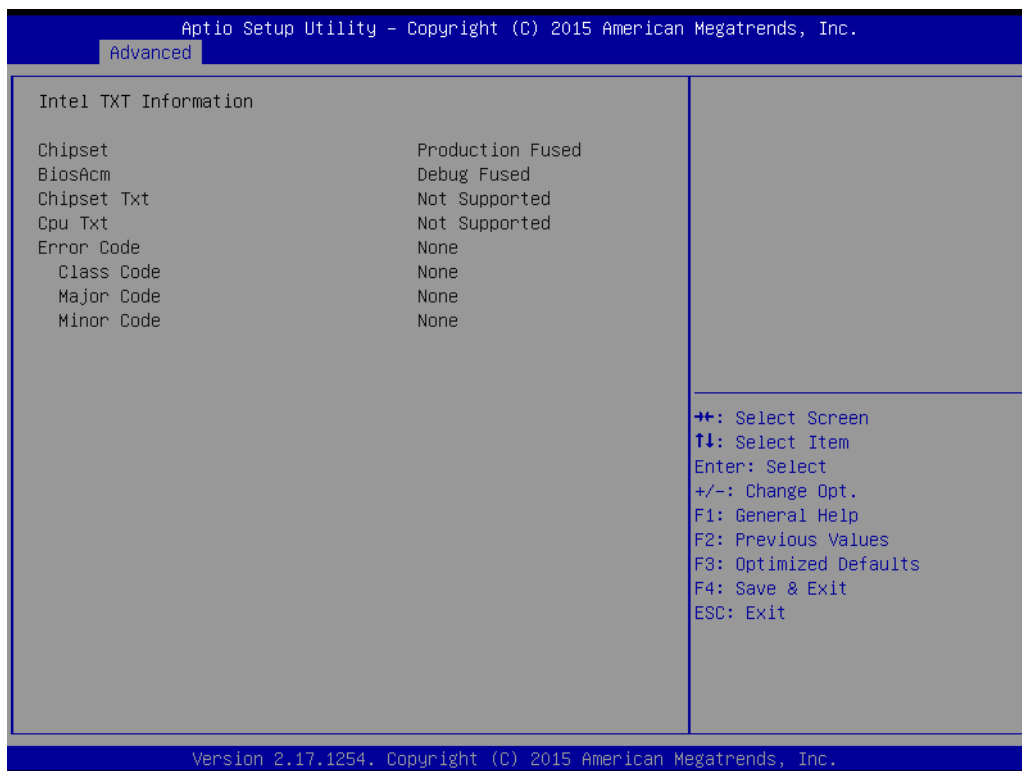 Aptio Setup Utility – Copyright (C) 2015 American Megatrends, Inc.
Advanced
Intel TXT Information
Chipset Production Fused
BiosAcm Debug Fused
Chipset Txt Not Supported
Cpu Txt Not Supported
Error Code None
Class Code None
Major Code None
Minor Code None
→←: Select Screen
↑↓: Select Item
Enter: Select
+/-: Change Opt.
F1: General Help
F2: Previous Values
F3: Optimized Defaults
F4: Save & Exit
ESC: Exit
Version 2.17.1254. Copyright (C) 2015 American Megatrends, Inc.